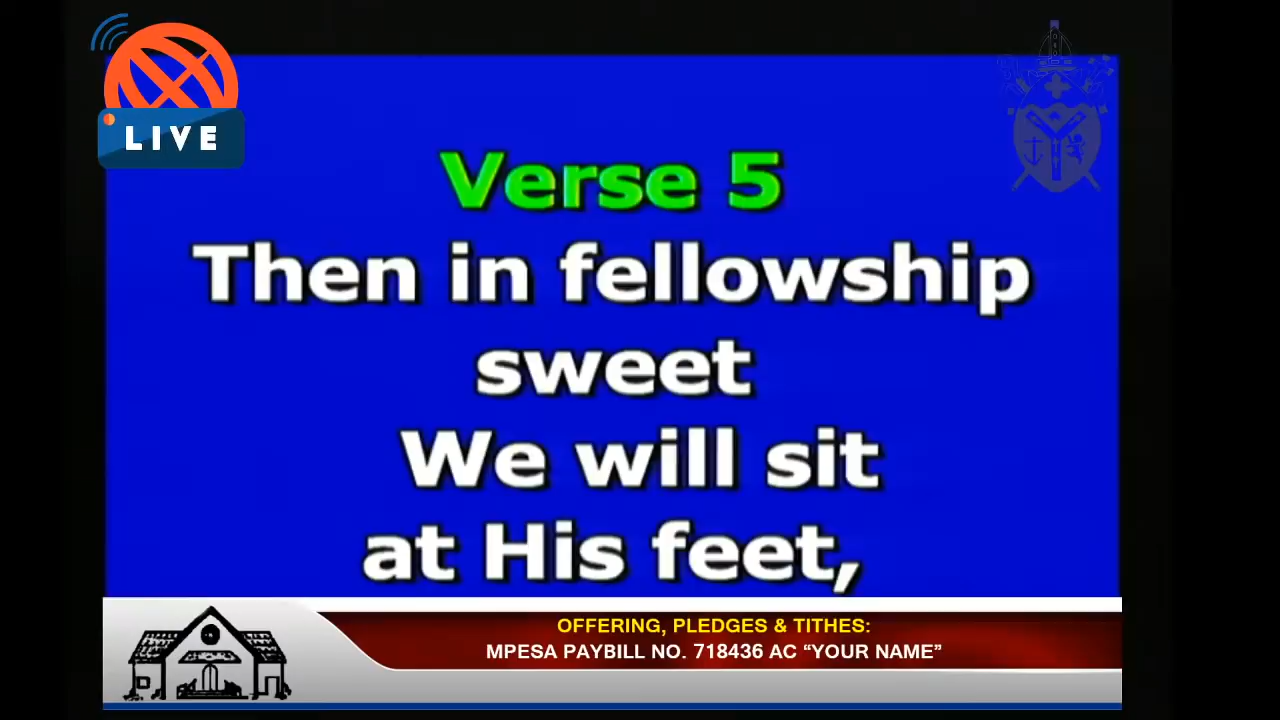 LIVE
Verse 5
Then in fellowship
sweet
We will sit
at His feet,
OFFERING, PLEDGES & TITHES:
MPESA PAYBILL NO. 718436 AC “YOUR NAME”